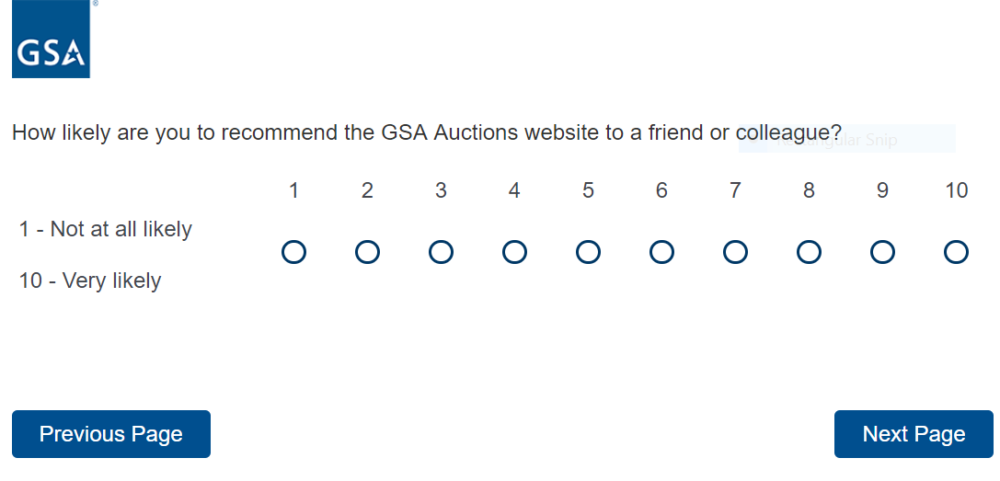 GSA
How likely are you to recommend the GSA Auctions website to a friend or colleague?
Rectangular Snip
1 2 3 4 5 6 7 8 9 10
1 - Not at all likely
10 - Very likely
Previous Page Next Page